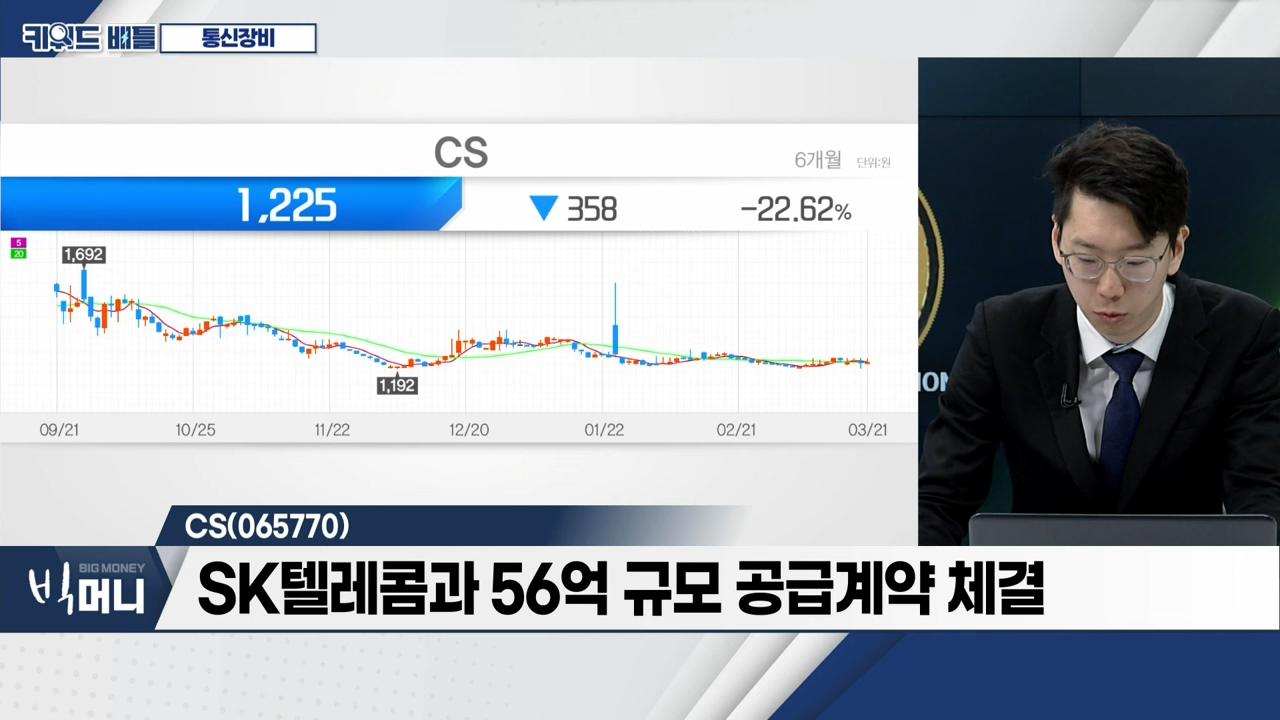 키워드 배틀
통신장비
CS
6개월 단위:원
1,225 ▼ 358 -22.62%
5
20
1,692
1,192
09/21 10/25 11/22 12/20 01/22 02/21 03/21
ION
CS(065770)
BIG MONEY
빅머니
SK텔레콤과 56억 규모 공급계약 체결